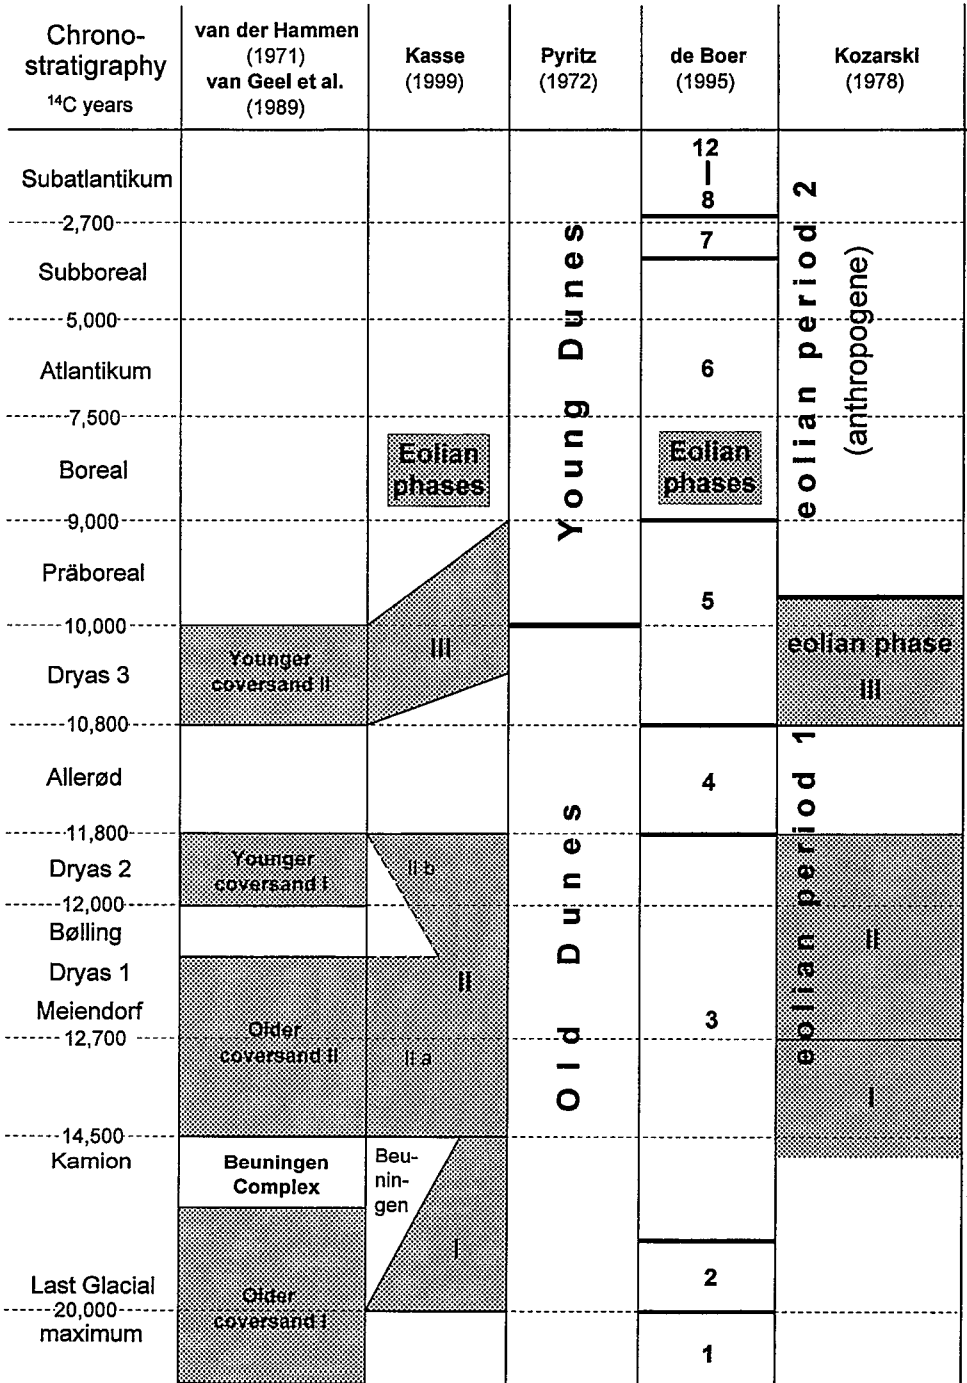 Chrono-
stratigraphy
¹⁴C years
van der Hammen
(1971)
van Geel et al.
(1989)
Kasse
(1999)
Pyritz
(1972)
de Boer
(1995)
Kozarski
(1978)
Subatlantikum
2,700
Subboreal
5,000
Atlantikum
7,500
Boreal
9,000
Präboreal
10,000
Dryas 3
10,800
Allerød
11,800
Dryas 2
12,000
Bølling
Dryas 1
Meiendorf
12,700
14,500
Kamion
Last Glacial
20,000
maximum
Younger
coversand II
Younger
coversand I
Older
coversand II
Beuningen
Complex
Older
coversand I
Eolian
phases
III
II b
II
II a
Beu-
nin-
gen
I
Young Dunes
Old Dunes
12
8
7
6
Eolian
phases
5
4
3
2
1
eolian period 2
(anthropogene)
eolian phase
III
eolian period 1
II
I